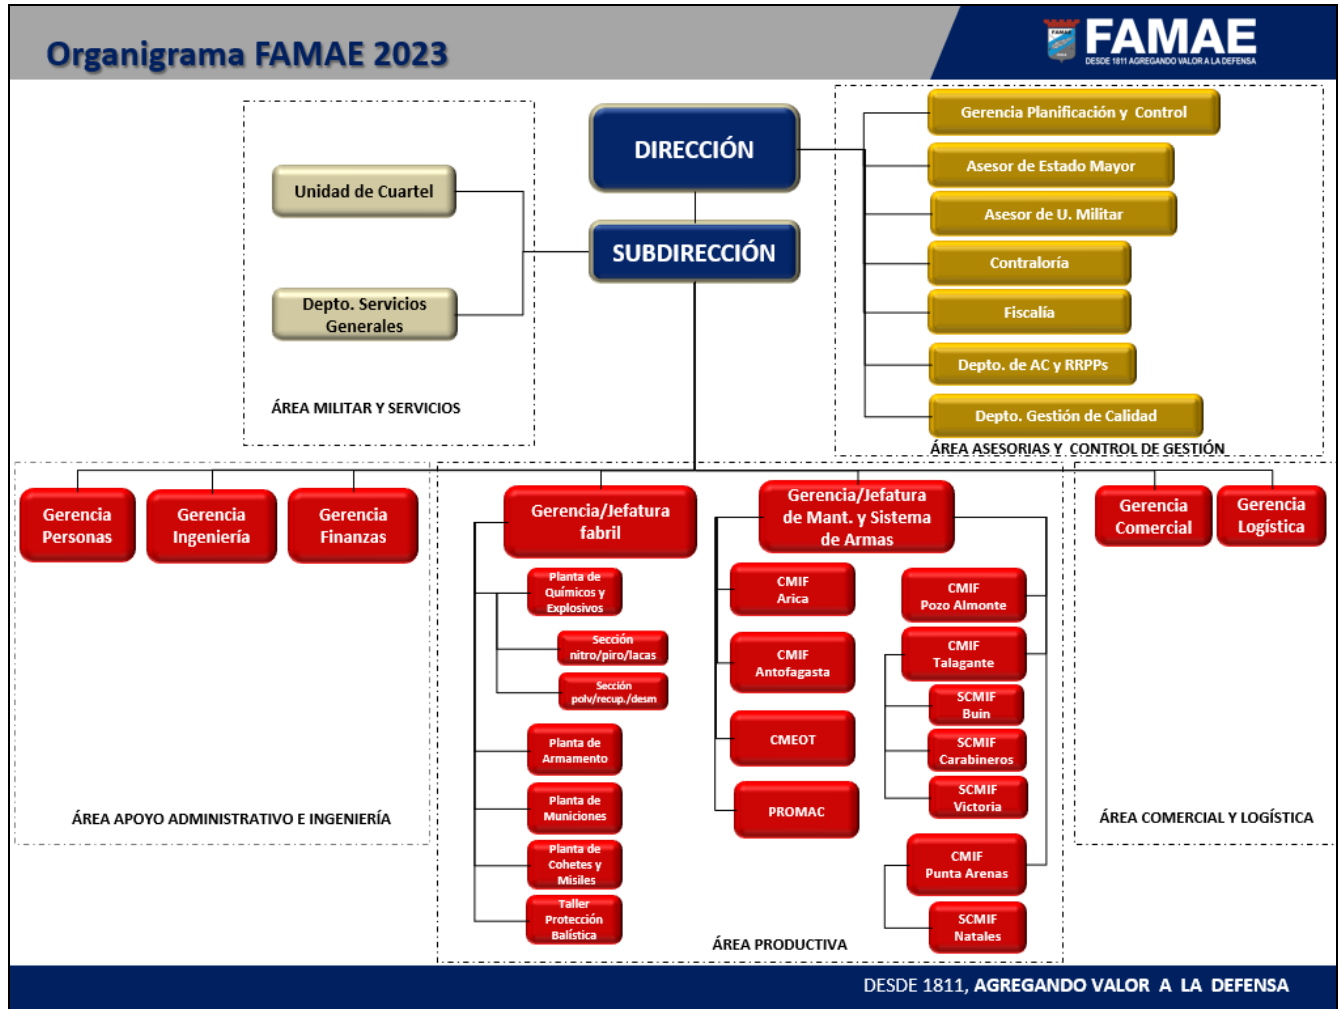 Organigrama FAMAE 2023
FAMAE
FAMAE
DESDE 1811 AGREGANDO VALOR A LA DEFENSA
DIRECCIÓN
SUBDIRECCIÓN
Unidad de Cuartel
Depto. Servicios
Generales
ÁREA MILITAR Y SERVICIOS
Gerencia Planificación y Control
Asesor de Estado Mayor
Asesor de U. Militar
Contraloría
Fiscalía
Depto. de AC y RRPPs
Depto. Gestión de Calidad
ÁREA ASESORIAS Y CONTROL DE GESTIÓN
Gerencia
Personas
Gerencia
Ingeniería
Gerencia
Finanzas
ÁREA APOYO ADMINISTRATIVO E INGENIERÍA
Gerencia/Jefatura
fabril
Planta de
Químicos y
Explosivos
Sección
nitro/piro/lacas
Sección
polv/recup./desm
Planta de
Armamento
Planta de
Municiones
Planta de
Cohetes y
Misiles
Taller
Protección
Balística
Gerencia/Jefatura
de Mant. y Sistema
de Armas
CMIF
Arica
CMIF
Antofagasta
CMEOT
PROMAC
CMIF
Pozo Almonte
CMIF
Talagante
SCMIF
Buin
SCMIF
Carabineros
SCMIF
Victoria
CMIF
Punta Arenas
SCMIF
Natales
ÁREA PRODUCTIVA
Gerencia
Comercial
Gerencia
Logística
ÁREA COMERCIAL Y LOGÍSTICA
DESDE 1811, AGREGANDO VALOR A LA DEFENSA